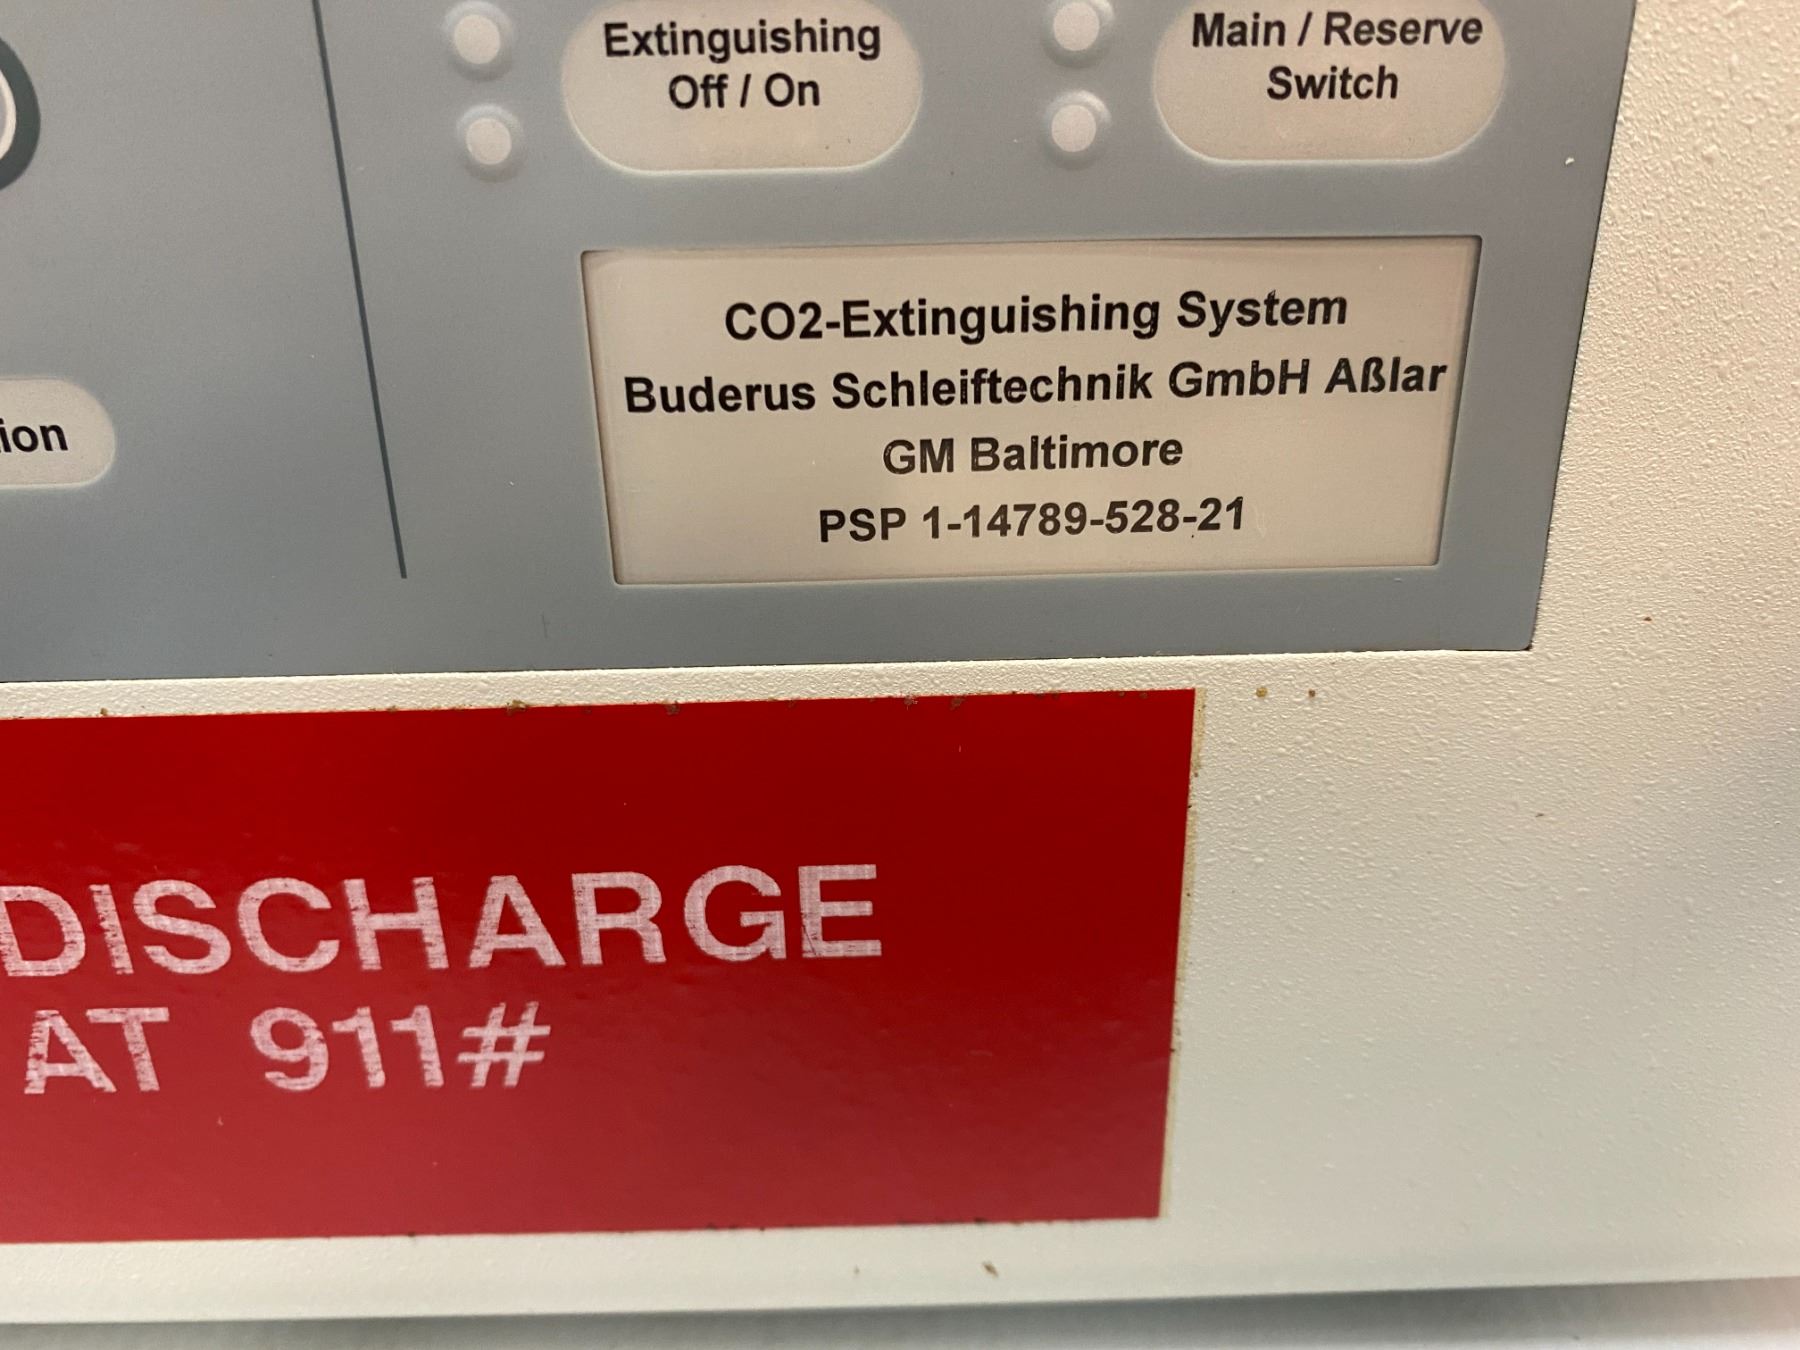 Extinguishing
Off / On
Main / Reserve
Switch
CO2-Extinguishing System
Buderus Schleiftechnik GmbH Aßlar
GM Baltimore
PSP 1-14789-528-21
DISCHARGE
AT 911#